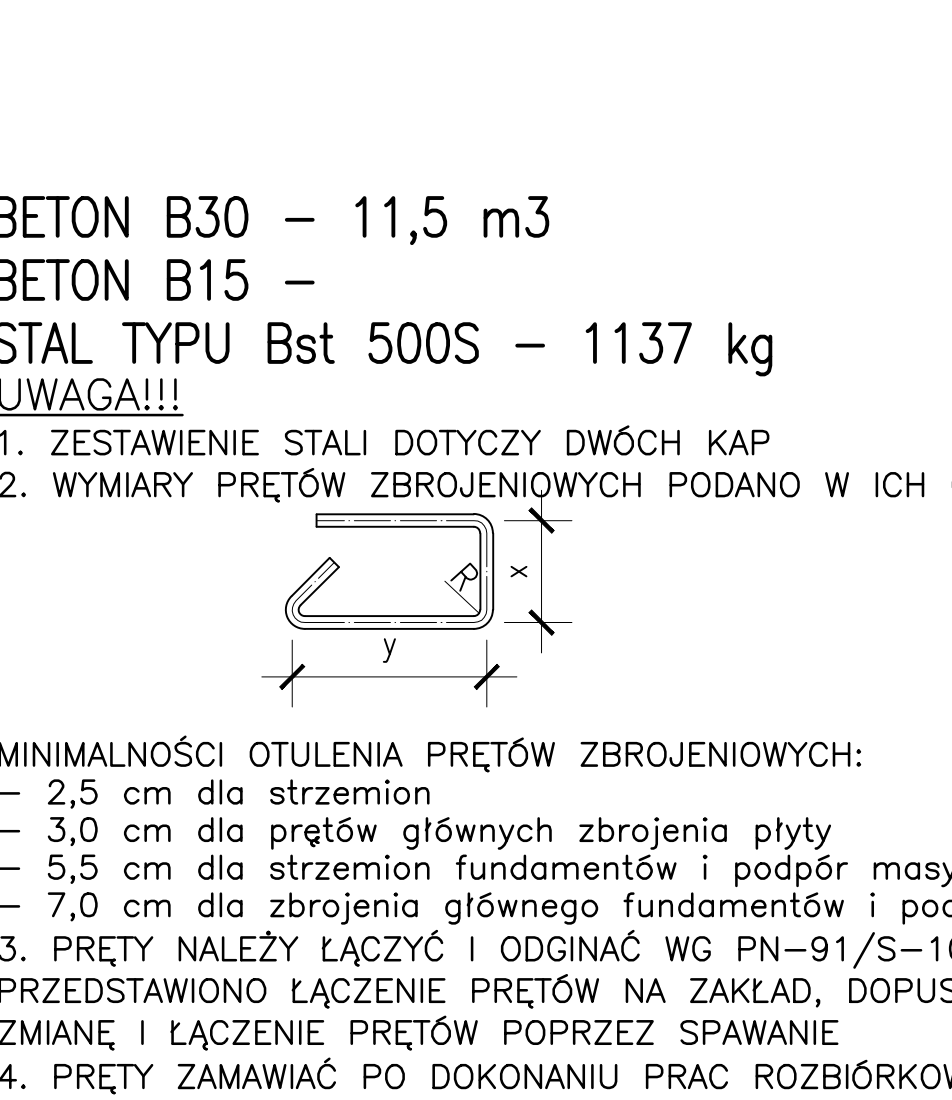 BETON B30 – 11,5 m3
BETON B15 –
STAL TYPU Bst 500S – 1137 kg
UWAGA!!!
1. ZESTAWIENIE STALI DOTYCZY DWÓCH KAP
2. WYMIARY PRĘTÓW ZBROJENIOWYCH PODANO W ICH
R
x
y
MINIMALNOŚCI OTULENIA PRĘTÓW ZBROJENIOWYCH:
– 2,5 cm dla strzemion
– 3,0 cm dla prętów głównych zbrojenia płyty
– 5,5 cm dla strzemion fundamentów i podpór masy
– 7,0 cm dla zbrojenia głównego fundamentów i pod
3. PRĘTY NALEŻY ŁĄCZYĆ I ODGINAĆ WG PN–91/S–10
PRZEDSTAWIONO ŁĄCZENIE PRĘTÓW NA ZAKŁAD, DOPUS
ZMIANĘ I ŁĄCZENIE PRĘTÓW POPRZEZ SPAWANIE
4. PRĘTY ZAMAWIAĆ PO DOKONANIU PRAC ROZBIÓRKOW